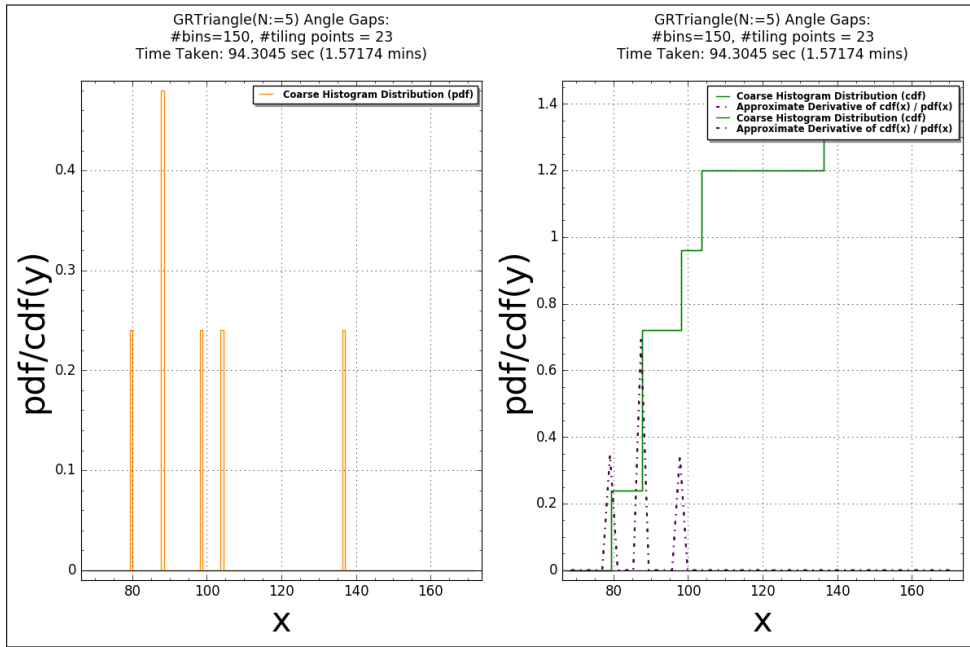 GRTriangle(N:=5) Angle Gaps:
#bins=150, #tiling points = 23
Time Taken: 94.3045 sec (1.57174 mins)
Coarse Histogram Distribution (pdf)
0.4
0.3
0.2
0.1
0
pdf/cdf(y)
80 100 120 140 160
x
GRTriangle(N:=5) Angle Gaps:
#bins=150, #tiling points = 23
Time Taken: 94.3045 sec (1.57174 mins)
Coarse Histogram Distribution (cdf)
Approximate Derivative of cdf(x) / pdf(x)
Coarse Histogram Distribution (cdf)
Approximate Derivative of cdf(x) / pdf(x)
1.4
1.2
1
0.8
0.6
0.4
0.2
0
pdf/cdf(y)
80 100 120 140 160
x